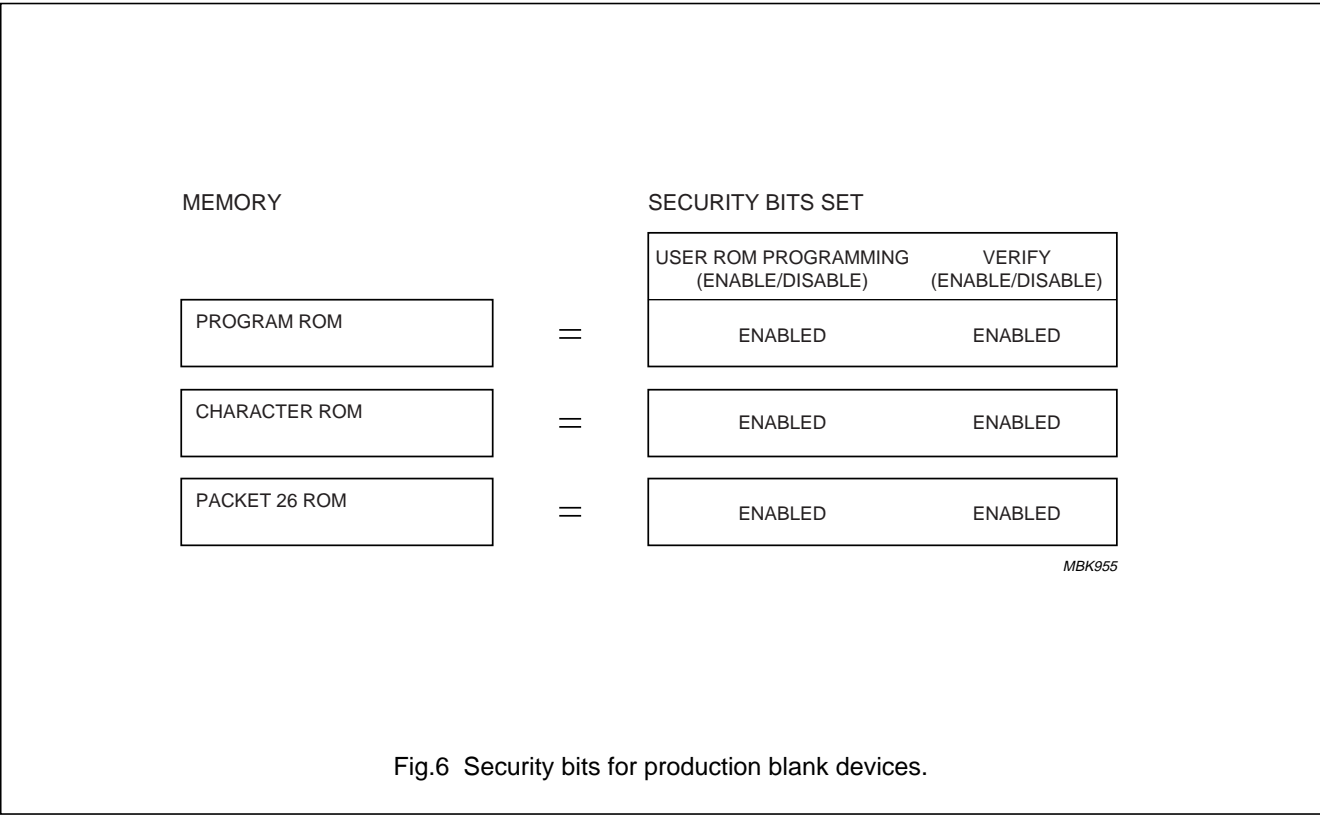 MEMORY SECURITY BITS SET
USER ROM PROGRAMMING VERIFY
(ENABLE/DISABLE) (ENABLE/DISABLE)
PROGRAM ROM = ENABLED ENABLED
CHARACTER ROM = ENABLED ENABLED
PACKET 26 ROM = ENABLED ENABLED
MBK955
Fig.6 Security bits for production blank devices.